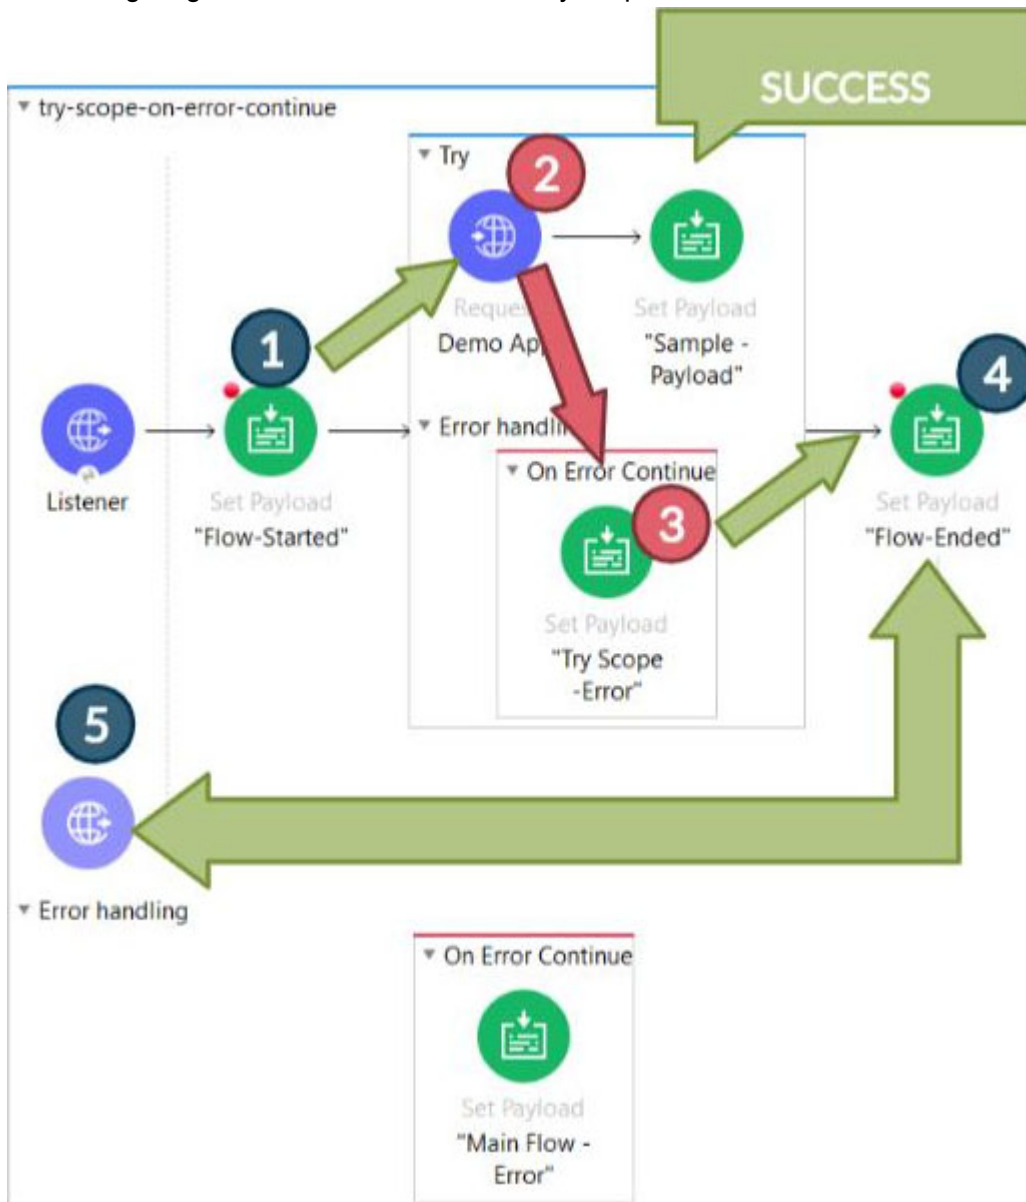 SUCCESS
try-scope-on-error-continue
Try
2
Reques
Set Payload
Demo Ap
"Sample -
Payload"
1
4
Error handlin
On Error Continue
3
Listener
Set Payload
"Flow-Started"
Set Payload
"Flow-Ended"
Set Payload
"Try Scope
-Error"
5
Error handling
On Error Continue
Set Payload
"Main Flow -
Error"